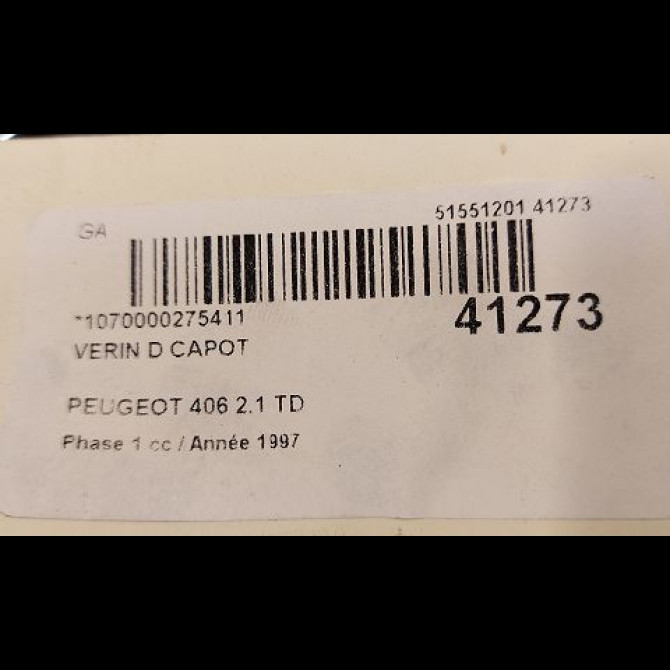 GA
51551201 41273
*1070000275411
41273
VERIN D CAPOT
PEUGEOT 406 2.1 TD
Phase 1 cc / Année 1997